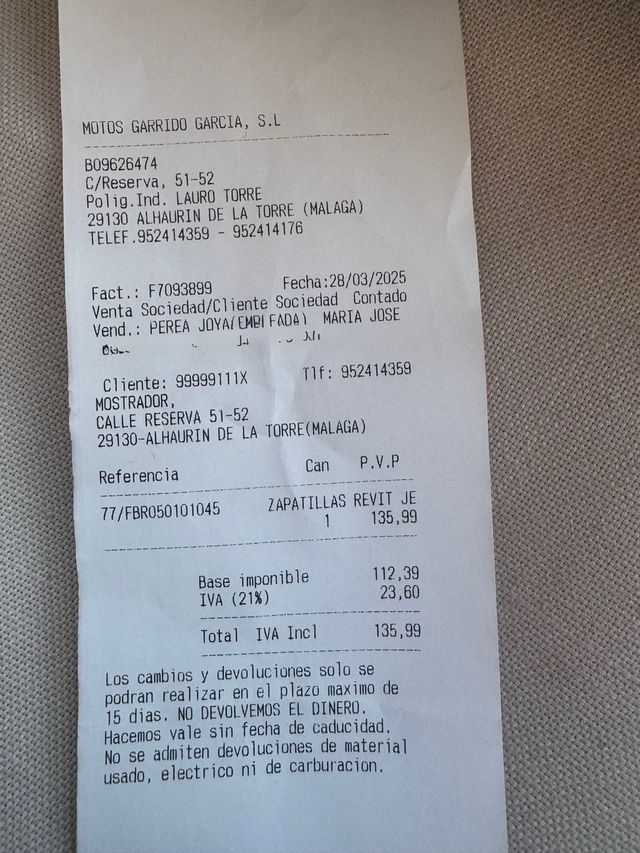 MOTOS GARRIDO GARCIA, S.L
B09626474
C/Reserva, 51-52
Polig.Ind. LAURO TORRE
29130 ALHAURIN DE LA TORRE (MALAGA)
TELEF.952414359 - 952414176
Fact.: F7093899 Fecha:28/03/2025
Venta Sociedad/Cliente Sociedad Contado
Vend.: PEREA JOYA( ) MARIA JOSE
Cliente: 99999111X Tlf: 952414359
MOSTRADOR,
CALLE RESERVA 51-52
29130-ALHAURIN DE LA TORRE(MALAGA)
Referencia Can P.V.P
77/FBR050101045 ZAPATILLAS REVIT JE
1 135,99
Base imponible 112,39
IVA (21%) 23,60
Total IVA Incl 135,99
Los cambios y devoluciones solo se
podran realizar en el plazo maximo de
15 dias. NO DEVOLVEMOS EL DINERO.
Hacemos vale sin fecha de caducidad.
No se admiten devoluciones de material
usado, electrico ni de carburacion.